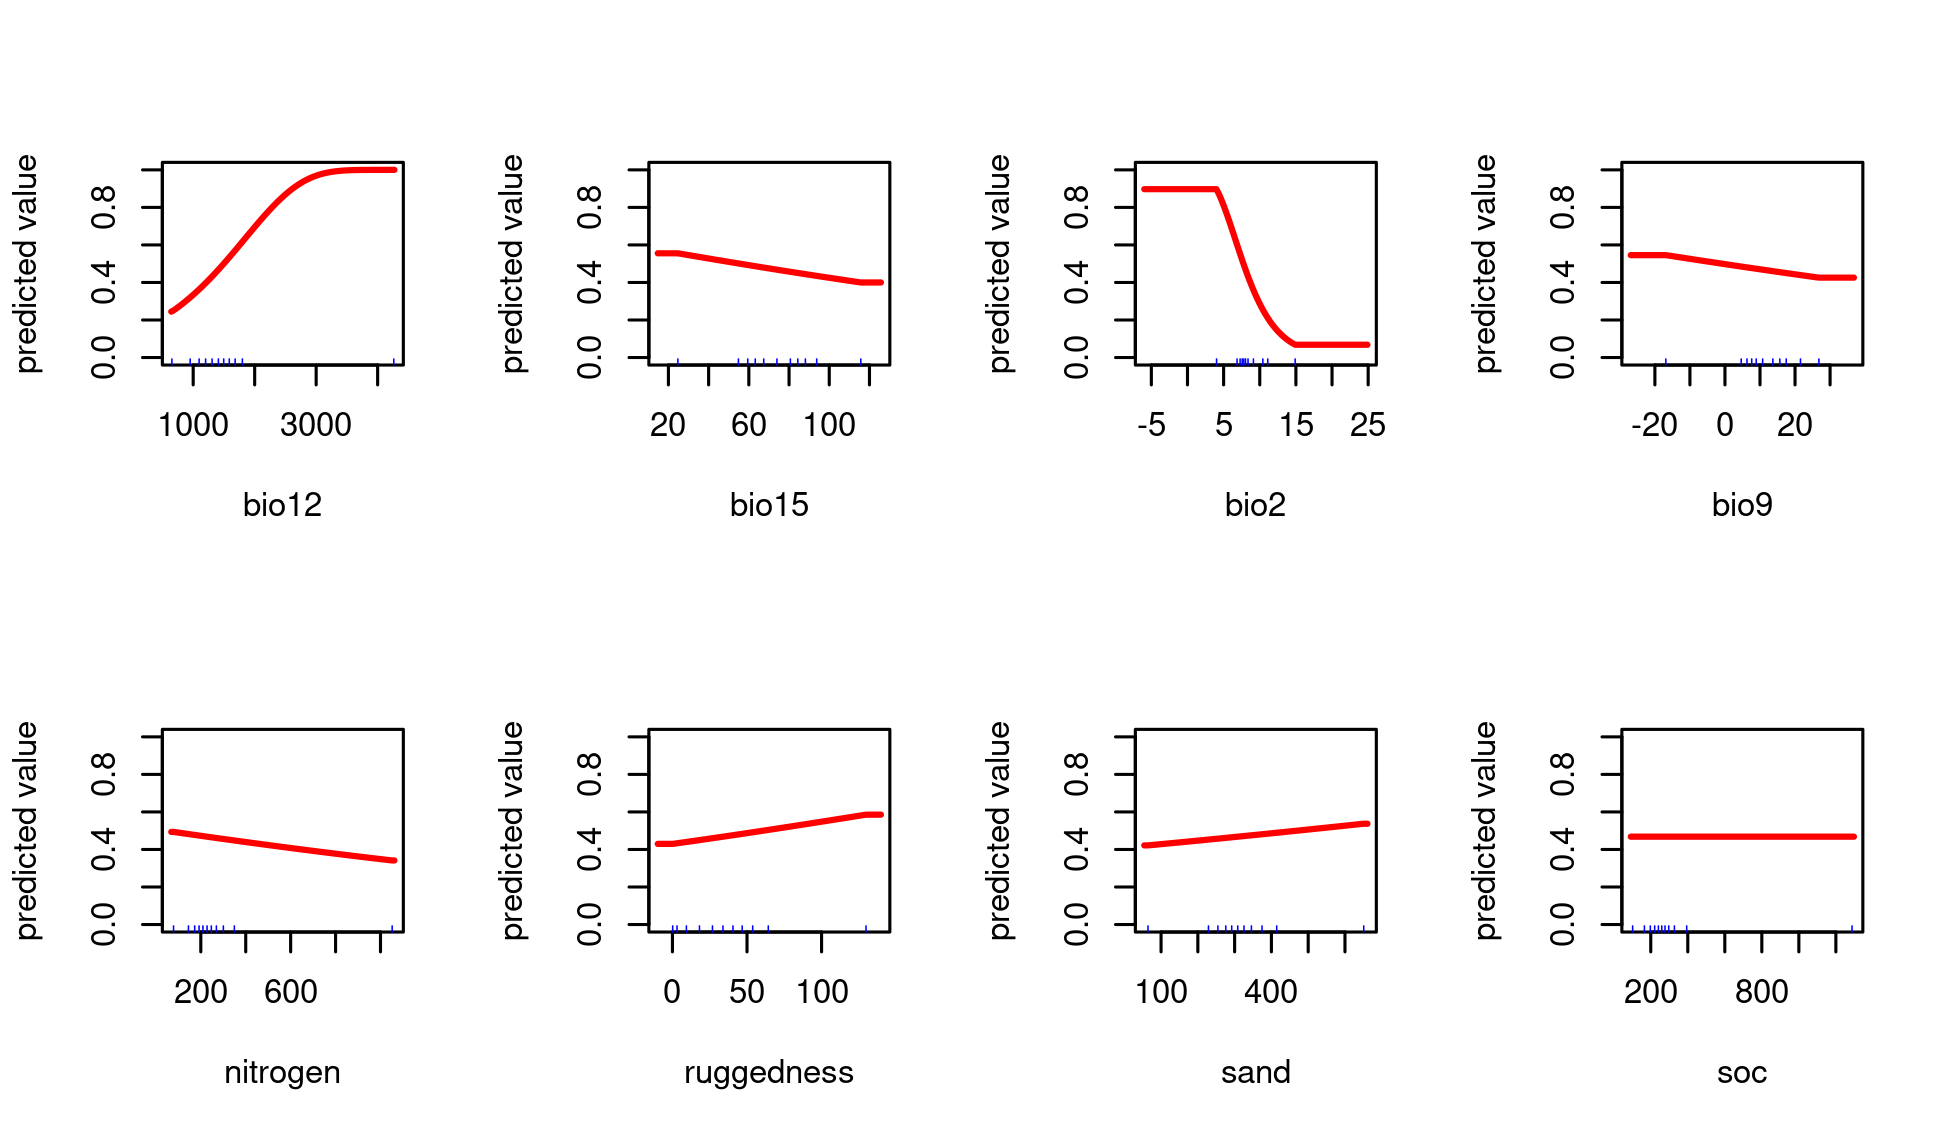 predicted value
0.0 0.4 0.8
1000 3000
bio12
predicted value
0.0 0.4 0.8
20 60 100
bio15
predicted value
0.0 0.4 0.8
-5 5 15 25
bio2
predicted value
0.0 0.4 0.8
-20 0 20
bio9
predicted value
0.0 0.4 0.8
200 600
nitrogen
predicted value
0.0 0.4 0.8
0 50 100
ruggedness
predicted value
0.0 0.4 0.8
100 400
sand
predicted value
0.0 0.4 0.8
200 800
soc